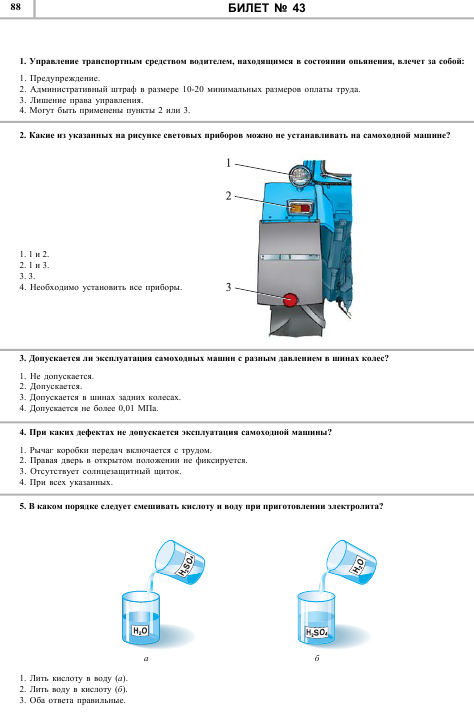 88
БИЛЕТ № 43
1. Управление транспортным средством водителем, находящимся в состоянии опьянения, влечет за собой:
1. Предупреждение.
2. Административный штраф в размере 10-20 минимальных размеров оплаты труда.
3. Лишение права управления.
4. Могут быть применены пункты 2 или 3.
2. Какие из указанных на рисунке световых приборов можно не устанавливать на самоходной машине?
1
2
3
1. 1 и 2.
2. 1 и 3.
3. 3.
4. Необходимо установить все приборы.
3. Допускается ли эксплуатация самоходных машин с разным давлением в шинах колес?
1. Не допускается.
2. Допускается.
3. Допускается в шинах задних колесах.
4. Допускается не более 0,01 МПа.
4. При каких дефектах не допускается эксплуатация самоходной машины?
1. Рычаг коробки передач включается с трудом.
2. Правая дверь в открытом положении не фиксируется.
3. Отсутствует солнцезащитный щиток.
4. При всех указанных.
5. В каком порядке следует смешивать кислоту и воду при приготовлении электролита?
H₂SO₄
H₂O
H₂O
H₂SO₄
а
б
1. Лить кислоту в воду (а).
2. Лить воду в кислоту (б).
3. Оба ответа правильные.